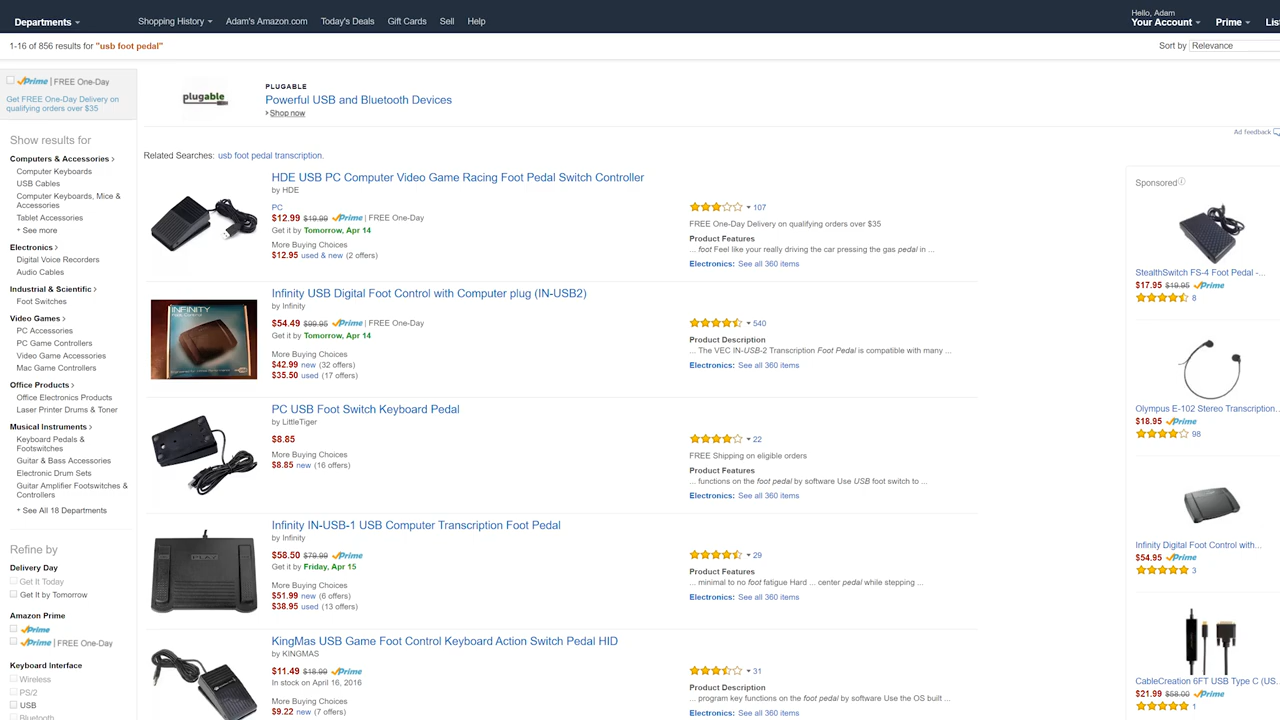 Departments
Shopping History
Adam's Amazon.com
Today's Deals
Gift Cards
Sell
Help
Hello, Adam
Your Account
Prime
Lis
1-16 of 856 results for "usb foot pedal"
Sort by Relevance
Prime | FREE One-Day
Get FREE One-Day Delivery on
qualifying orders over $35
Show results for
Computers & Accessories
Computer Keyboards
USB Cables
Computer Keyboards, Mice &
Accessories
Tablet Accessories
See more
Electronics
Digital Voice Recorders
Audio Cables
Industrial & Scientific
Foot Switches
Video Games
PC Accessories
PC Game Controllers
Video Game Accessories
Mac Game Controllers
Office Products
Office Electronics Products
Laser Printer Drums & Toner
Musical Instruments
Keyboard Pedals &
Footswitches
Guitar & Bass Accessories
Electronic Drum Sets
Guitar Amplifier Footswitches &
Controllers
See All 18 Departments
Refine by
Delivery Day
Get It Today
Get It by Tomorrow
Amazon Prime
Prime
Prime | FREE One-Day
Keyboard Interface
Wireless
PS/2
USB
Bluetooth
plugable
PLUGABLE
Powerful USB and Bluetooth Devices
Shop now
Ad feedback
Related Searches: usb foot pedal transcription.
HDE USB PC Computer Video Game Racing Foot Pedal Switch Controller
by HDE
PC
$12.99 $19.99 Prime | FREE One-Day
Get it by Tomorrow, Apr 14
More Buying Choices
$12.95 used & new (2 offers)
107
FREE One-Day Delivery on qualifying orders over $35
Product Features
... foot Feel like your really driving the car pressing the gas pedal in ...
Electronics: See all 360 items
Infinity USB Digital Foot Control with Computer plug (IN-USB2)
by Infinity
INFINITY
$54.49 $99.95 Prime | FREE One-Day
Get it by Tomorrow, Apr 14
More Buying Choices
$42.99 new (32 offers)
$35.50 used (17 offers)
540
Product Description
... The VEC IN-USB-2 Transcription Foot Pedal is compatible with many ...
Electronics: See all 360 items
PC USB Foot Switch Keyboard Pedal
by LittleTiger
$8.85
More Buying Choices
$8.85 new (16 offers)
22
FREE Shipping on eligible orders
Product Features
... functions on the foot pedal by software Use USB foot switch to ...
Electronics: See all 360 items
Infinity IN-USB-1 USB Computer Transcription Foot Pedal
by Infinity
$58.50 $79.99 Prime
Get it by Friday, Apr 15
More Buying Choices
$51.99 new (6 offers)
$38.95 used (13 offers)
29
Product Features
... minimal to no foot fatigue Hard ... center pedal while stepping ...
Electronics: See all 360 items
KingMas USB Game Foot Control Keyboard Action Switch Pedal HID
by KINGMAS
$11.49 $18.99 Prime
In stock on April 16, 2016
More Buying Choices
$9.22 new (7 offers)
31
Product Description
... program key functions on the foot pedal by software Use the OS built ...
Electronics: See all 360 items
Sponsored
StealthSwitch FS-4 Foot Pedal -...
$17.95 $19.95 Prime
8
Olympus E-102 Stereo Transcription...
$18.95 Prime
98
Infinity Digital Foot Control with...
$54.95 Prime
3
CableCreation 6FT USB Type C (US.
$21.99 $58.00 Prime
1